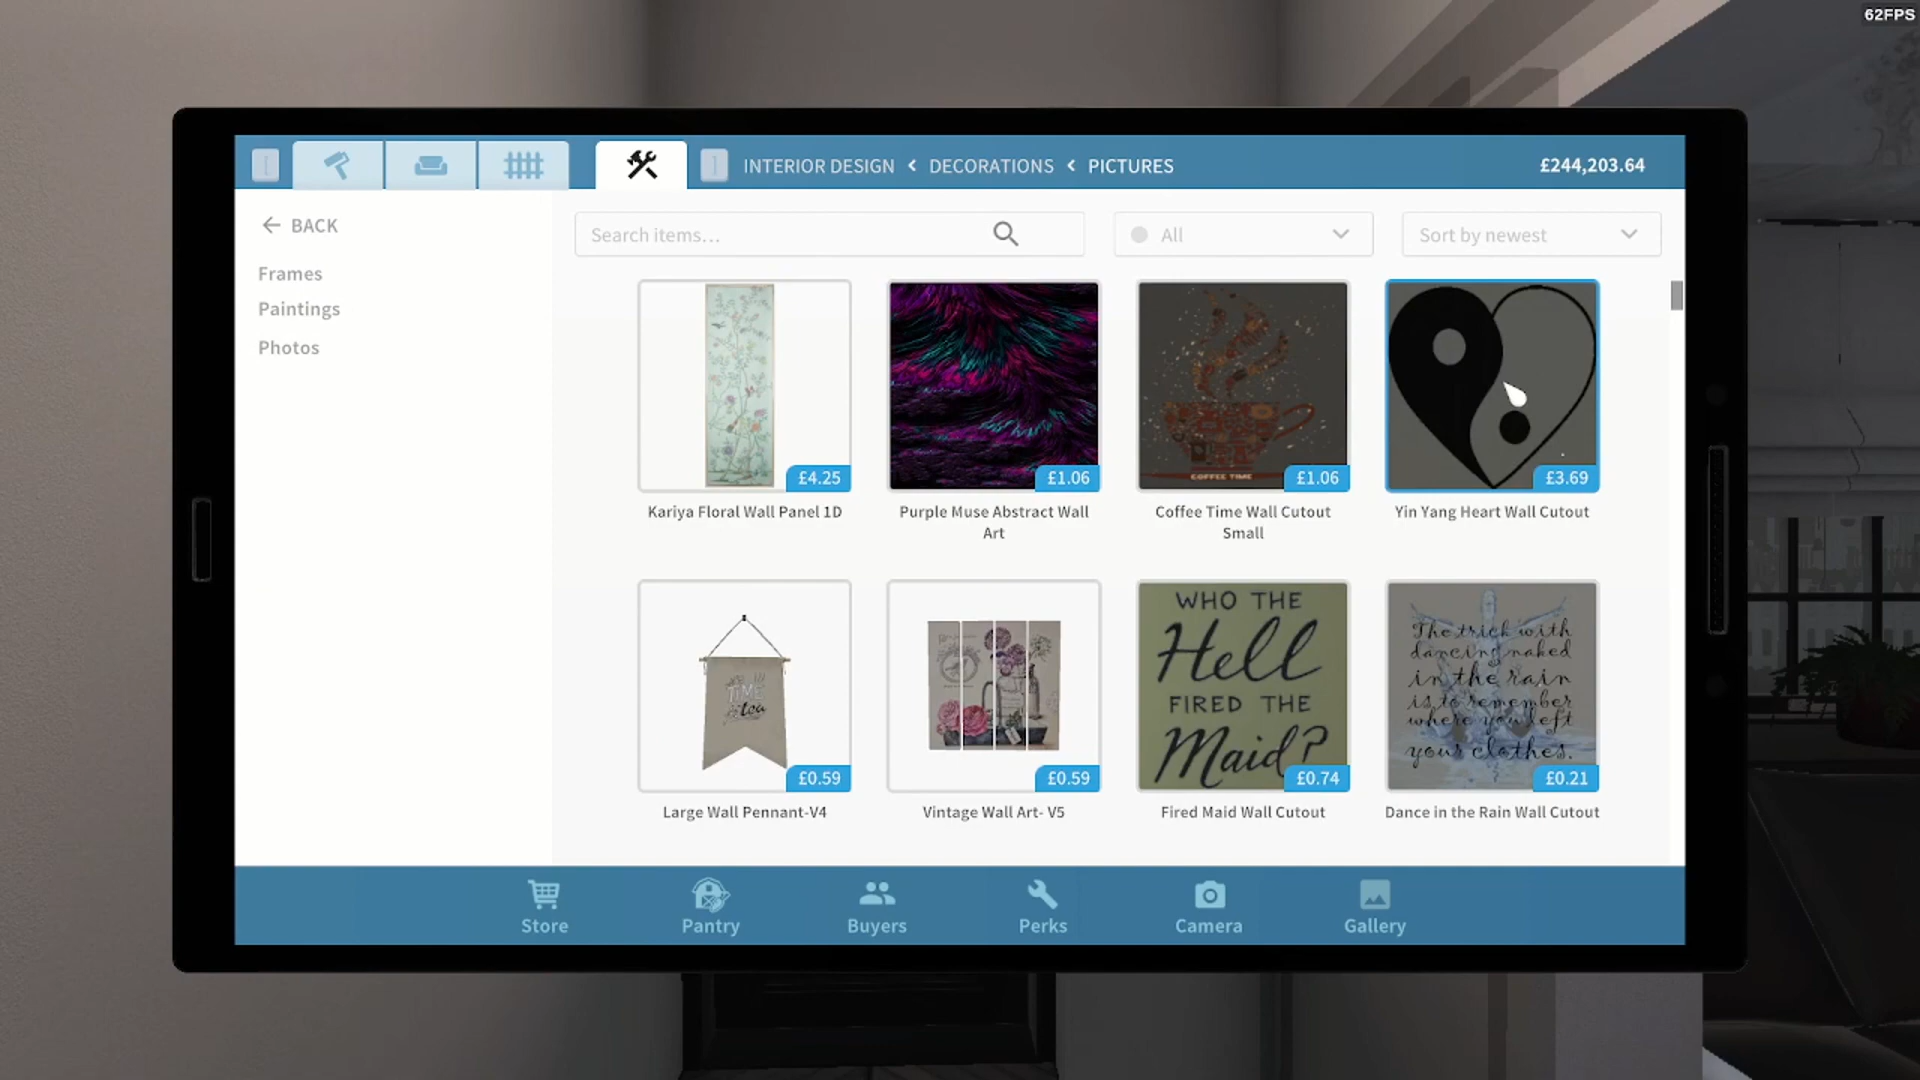 62FPS
INTERIOR DESIGN < DECORATIONS < PICTURES
£244,203.64
BACK
Frames
Paintings
Photos
Search items...
All
Sort by newest
COFFEE TIME
£4.25
£1.06
£1.06
£3.69
Kariya Floral Wall Panel 1D
Purple Muse Abstract Wall
Art
Coffee Time Wall Cutout
Small
Yin Yang Heart Wall Cutout
TIME
tea
WHO THE
Hell
FIRED THE
Maid?
The trick with
dancing naked
in the rain
is to remember
where you left
your clothes.
£0.59
£0.59
£0.74
£0.21
Large Wall Pennant-V4
Vintage Wall Art- V5
Fired Maid Wall Cutout
Dance in the Rain Wall Cutout
Store
Pantry
Buyers
Perks
Camera
Gallery